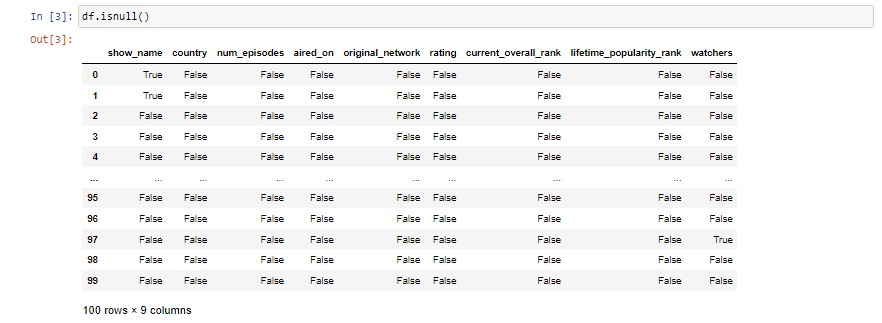 In [3]: df.isnull()
Out[3]:
show_name country num_episodes aired_on original_network rating current_overall_rank lifetime_popularity_rank watchers
0 True False False False False False False False False
1 True False False False False False False False False
2 False False False False False False False False False
3 False False False False False False False False False
4 False False False False False False False False False
... ... ... ... ... ... ... ... ... ...
95 False False False False False False False False False
96 False False False False False False False False False
97 False False False False False False False False True
98 False False False False False False False False False
99 False False False False False False False False False
100 rows × 9 columns